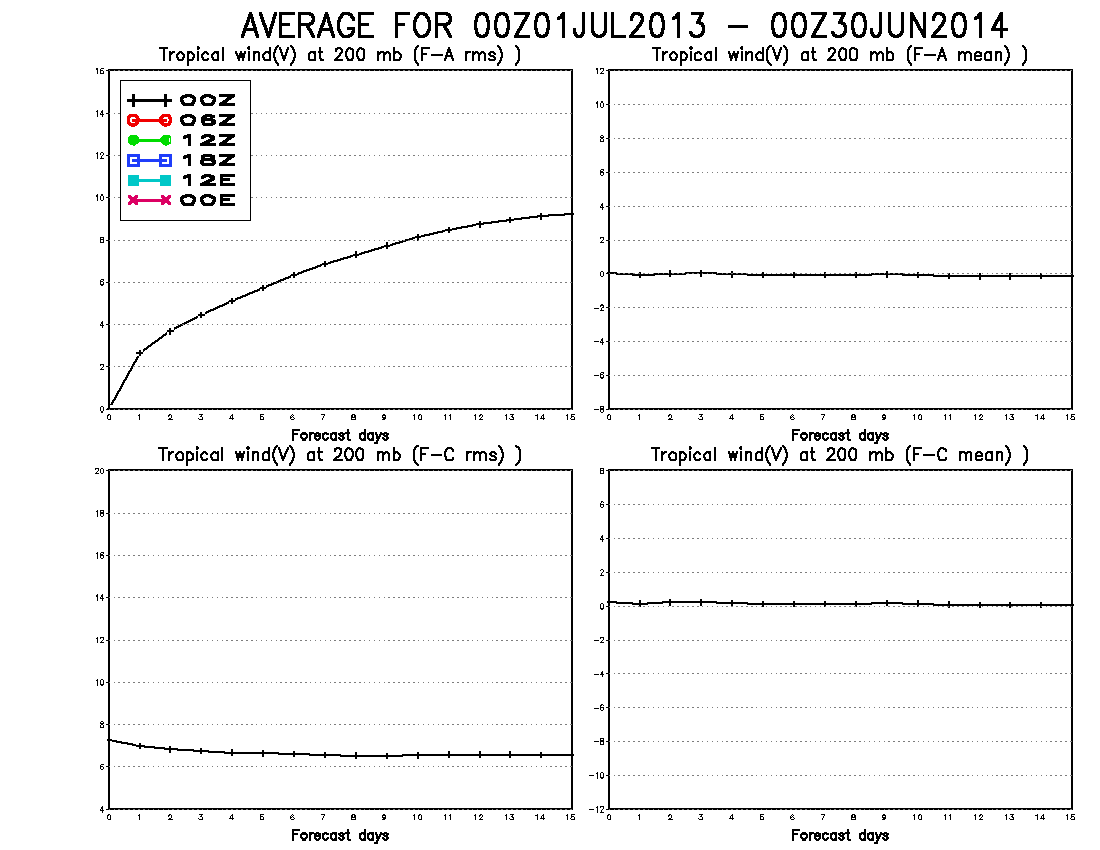 AVERAGE FOR 00Z01JUL2013 – 00Z30JUN2014
Tropical wind(V) at 200 mb (F–A rms) )
16
14
12
10
8
6
4
2
0
00Z
06Z
12Z
18Z
12E
00E
0 1 2 3 4 5 6 7 8 9 10 11 12 13 14 15
Forecast days
Tropical wind(V) at 200 mb (F–A mean) )
12
10
8
6
4
2
0
–2
–4
–6
–8
0 1 2 3 4 5 6 7 8 9 10 11 12 13 14 15
Forecast days
Tropical wind(V) at 200 mb (F–C rms) )
20
18
16
14
12
10
8
6
4
0 1 2 3 4 5 6 7 8 9 10 11 12 13 14 15
Forecast days
Tropical wind(V) at 200 mb (F–C mean) )
8
6
4
2
0
–2
–4
–6
–8
–10
–12
0 1 2 3 4 5 6 7 8 9 10 11 12 13 14 15
Forecast days